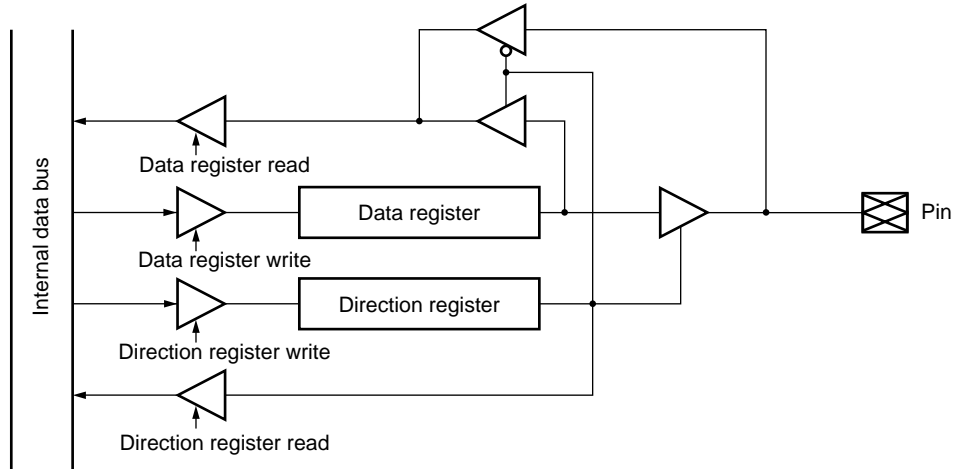 Internal data bus
Data register read
Data register
Pin
Data register write
Direction register
Direction register write
Direction register read